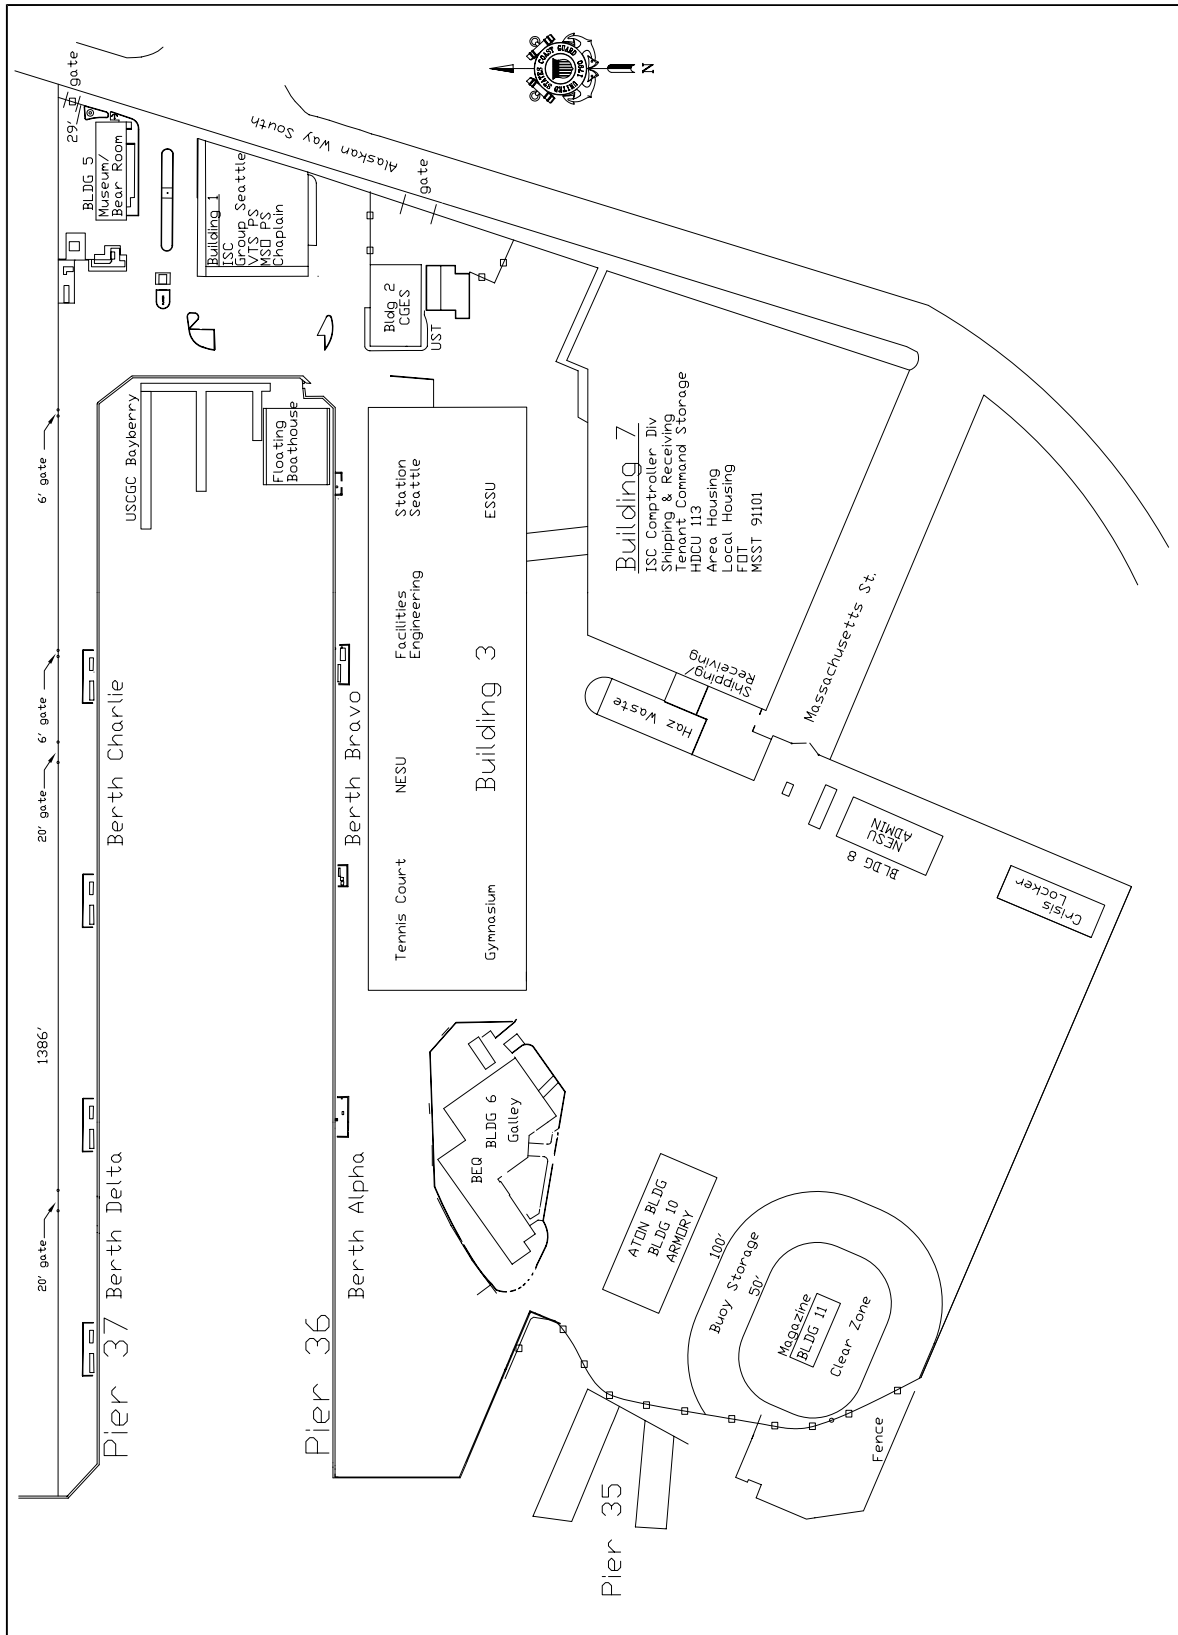 gate
29'
BLDG 5
Museum/
Bear Room
UNITED STATES COAST GUARD
1790
N
Alaskan Way South
gate
Building 1
ISC
Group Seattle
VTS PS
MSO PS
Chaplain
Bldg 2
CGES
UST
6' gate
6' gate
20' gate
1386'
20' gate
USCGC Bayberry
Floating
Boathouse
Berth Charlie
Berth Delta
Pier 37
Berth Bravo
Berth Alpha
Pier 36
Station
Seattle
ESSU
Facilities
Engineering
Building 3
NESU
Tennis Court
Gymnasium
Building 7
ISC Comptroller Div
Shipping & Receiving
Tenant Command Storage
HDCU 113
Area Housing
Local Housing
FOT
MSST 91101
Shipping/
Receiving
Haz Waste
Massachusetts St.
NESU
ADMIN
BLDG 8
Crisis
Locker
BEQ
BLDG 6
Galley
ATON BLDG
BLDG 10
ARMORY
100'
Buoy Storage
50'
Magazine
BLDG 11
Clear Zone
Fence
Pier 35